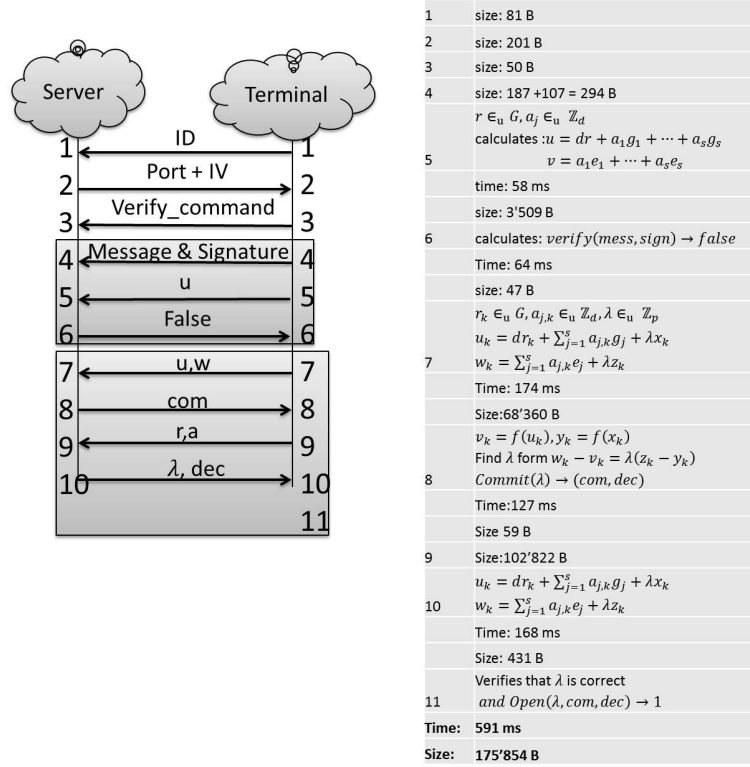 Server
Terminal
1 ID 1
2 Port + IV 2
3 Verify_command 3
4 Message & Signature 4
5 u 5
6 False 6
7 u,w 7
8 com 8
9 r,a 9
10 λ, dec 10
11
1 size: 81 B
2 size: 201 B
3 size: 50 B
4 size: 187 +107 = 294 B
r ∈ᵤ G, aⱼ ∈ᵤ ℤ_d
calculates :u = dr + a₁g₁ + ⋯ + aₛgₛ
5 v = a₁e₁ + ⋯ + aₛeₛ
time: 58 ms
size: 3'509 B
6 calculates: verify(mess, sign) → false
Time: 64 ms
size: 47 B
rₖ ∈ᵤ G, aⱼ,ₖ ∈ᵤ ℤ_d, λ ∈ᵤ ℤₚ
uₖ = drₖ + ∑ˢⱼ₌₁ aⱼ,ₖgⱼ + λxₖ
7 wₖ = ∑ˢⱼ₌₁ aⱼ,ₖeⱼ + λzₖ
Time: 174 ms
Size:68’360 B
vₖ = f(uₖ), yₖ = f(xₖ)
Find λ form wₖ − vₖ = λ(zₖ − yₖ)
8 Commit(λ) → (com, dec)
Time:127 ms
Size 59 B
9 Size:102’822 B
uₖ = drₖ + ∑ˢⱼ₌₁ aⱼ,ₖgⱼ + λxₖ
10 wₖ = ∑ˢⱼ₌₁ aⱼ,ₖeⱼ + λzₖ
Time: 168 ms
Size: 431 B
Verifies that λ is correct
11 and Open(λ, com, dec) → 1
Time: 591 ms
Size: 175’854 B